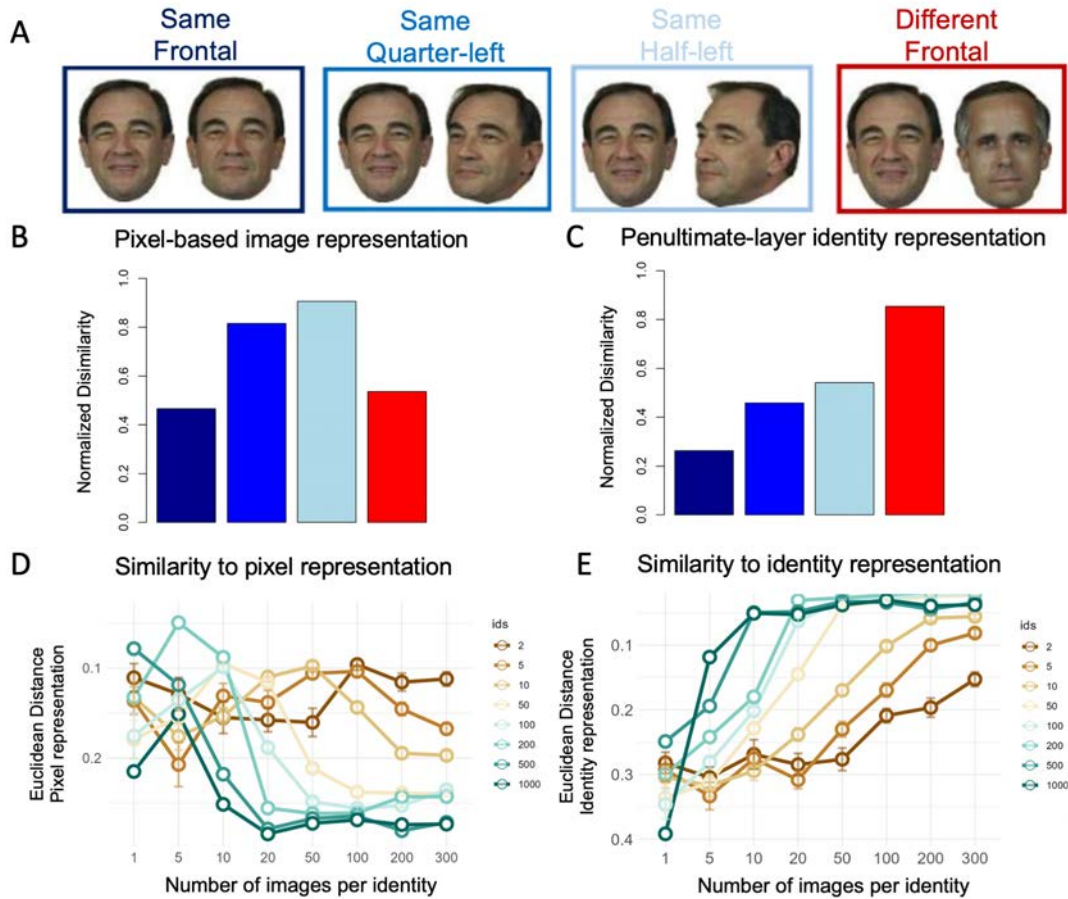 A
Same
Frontal
Same
Quarter-left
Same
Half-left
Different
Frontal
B
Pixel-based image representation
Normalized Disimilarity
0.0
0.2
0.4
0.6
0.8
1.0
C
Penultimate-layer identity representation
Normalized Disimilarity
0.0
0.2
0.4
0.6
0.8
1.0
D
Similarity to pixel representation
Euclidean Distance
Pixel representation
0.1
0.2
1 5 10 20 50 100 200 300
Number of images per identity
ids
2
5
10
50
100
200
500
1000
E
Similarity to identity representation
Euclidean Distance
Identity representation
0.1
0.2
0.3
0.4
1 5 10 20 50 100 200 300
Number of images per identity
ids
2
5
10
50
100
200
500
1000